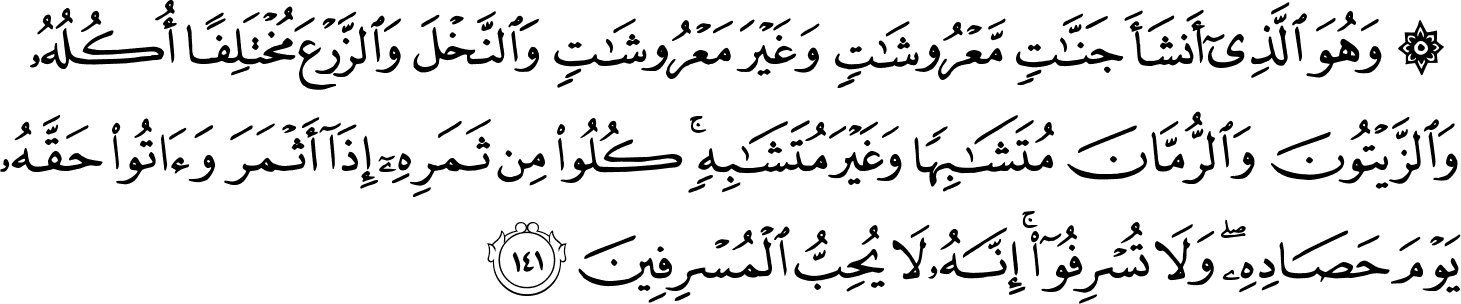 ۞ وَهُوَ ٱلَّذِىٓ أَنشَأَ جَنَّـٰتٍ مَّعْرُوشَـٰتٍ وَغَيْرَ مَعْرُوشَـٰتٍ وَٱلنَّخْلَ وَٱلزَّرْعَ مُخْتَلِفًا أُكُلُهُۥ
وَٱلزَّيْتُونَ وَٱلرُّمَّانَ مُتَشَـٰبِهًا وَغَيْرَ مُتَشَـٰبِهٍ ۚ كُلُوا۟ مِن ثَمَرِهِۦٓ إِذَآ أَثْمَرَ وَءَاتُوا۟ حَقَّهُۥ
يَوْمَ حَصَادِهِۦ ۖ وَلَا تُسْرِفُوٓا۟ ۚ إِنَّهُۥ لَا يُحِبُّ ٱلْمُسْرِفِينَ ١٤١